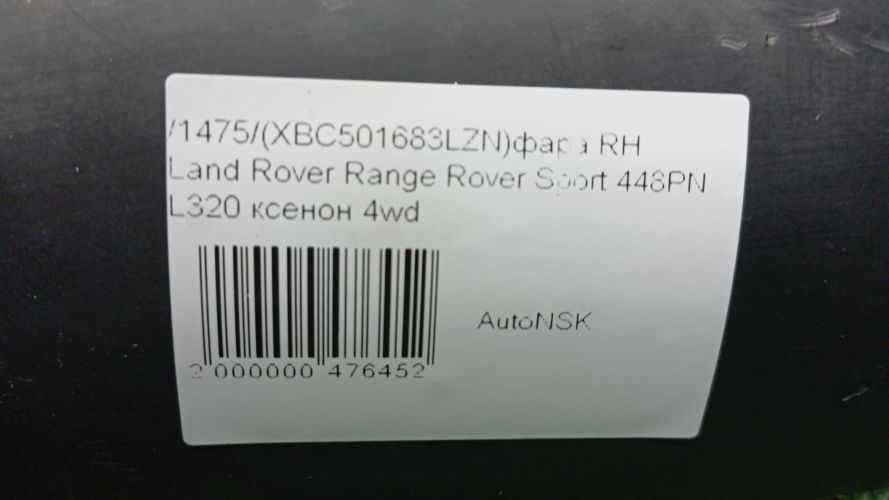 /1475/(XBC501683LZN)фара RH
Land Rover Range Rover Sport 448PN
L320 ксенон 4wd
2 000000 476452
AutoNSK